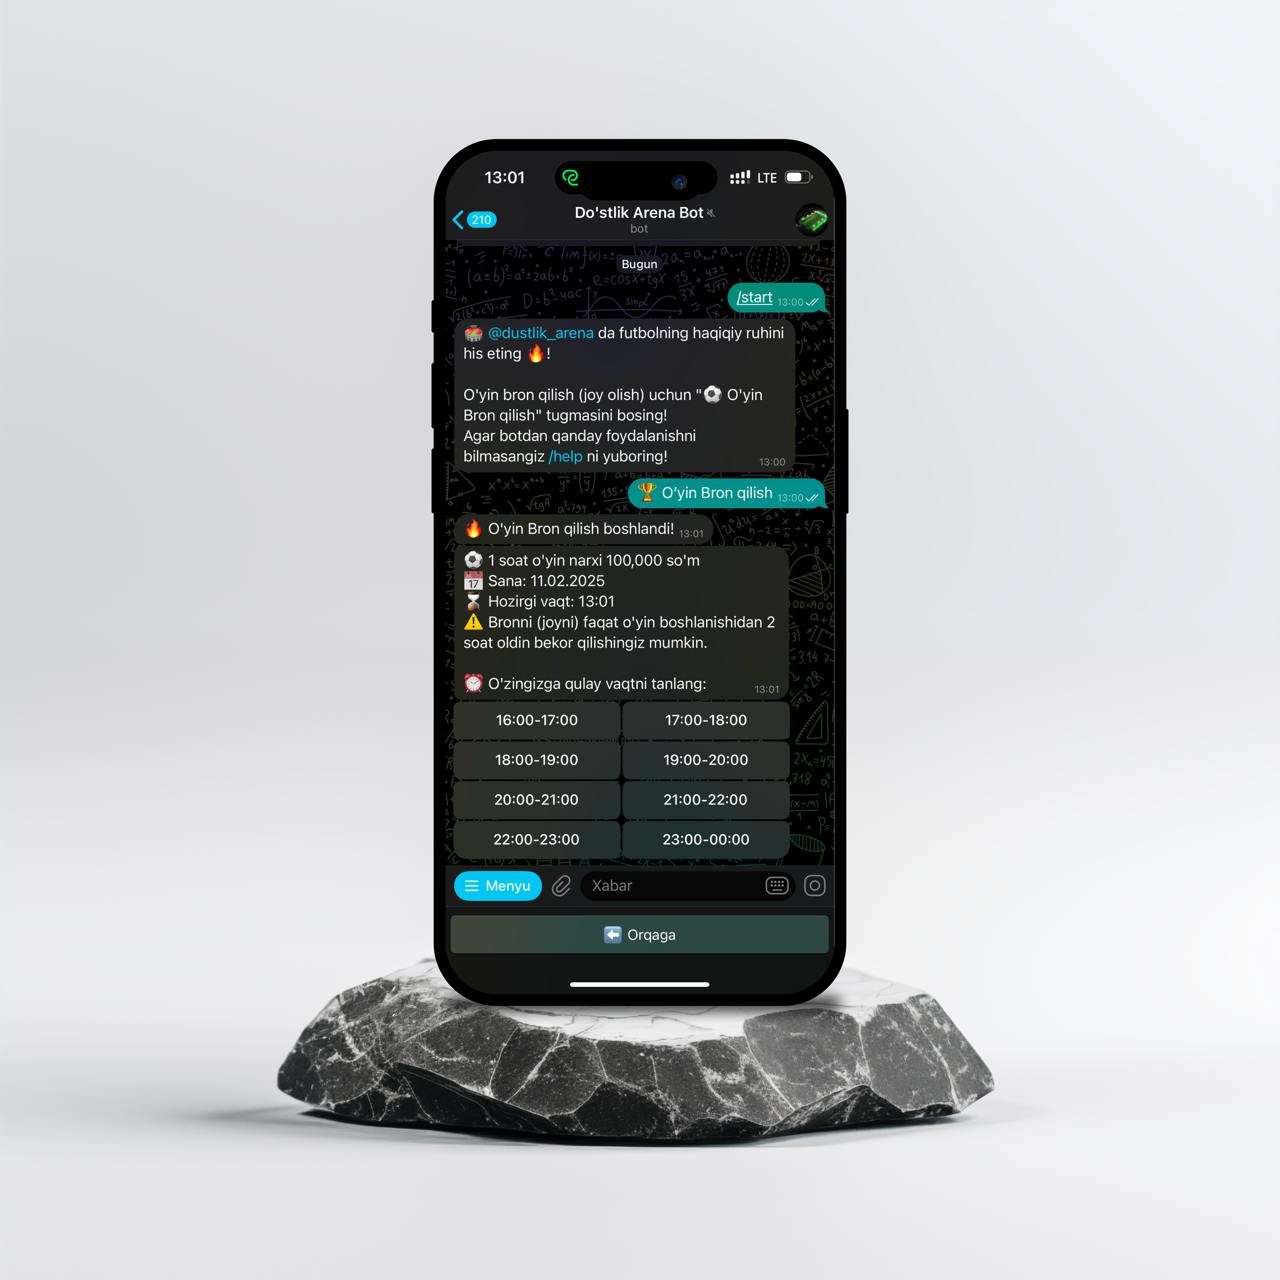 13:01
LTE
210
Do'stlik Arena Bot
bot
Bugun
/start 13:00
🏟 @dustlik_arena da futbolning haqiqiy ruhini
his eting 🔥!
O'yin bron qilish (joy olish) uchun "⚽ O'yin
Bron qilish" tugmasini bosing!
Agar botdan qanday foydalanishni
bilmasangiz /help ni yuboring!
13:00
🏆 O'yin Bron qilish 13:00
🔥 O'yin Bron qilish boshlandi! 13:01
⚽ 1 soat o'yin narxi 100,000 so'm
📅 Sana: 11.02.2025
⏳ Hozirgi vaqt: 13:01
⚠️ Bronni (joyni) faqat o'yin boshlanishidan 2
soat oldin bekor qilishingiz mumkin.
⏰ O'zingizga qulay vaqtni tanlang:
13:01
16:00-17:00 17:00-18:00
18:00-19:00 19:00-20:00
20:00-21:00 21:00-22:00
22:00-23:00 23:00-00:00
Menyu
Xabar
⬅️ Orqaga